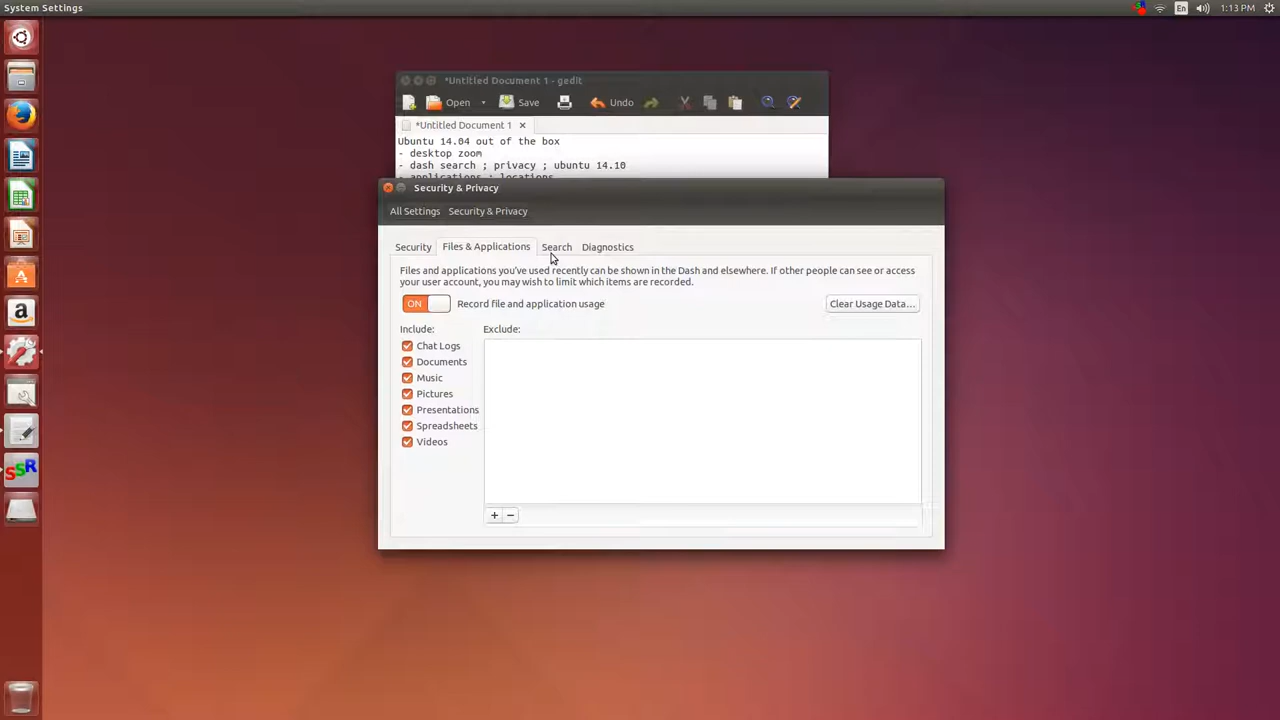 System Settings
En
1:13 PM
*Untitled Document 1 - gedit
Open
Save
Undo
*Untitled Document 1
Ubuntu 14.04 out of the box
- desktop zoom
- dash search ; privacy ; ubuntu 14.10
- applications ; locations
Security & Privacy
All Settings
Security & Privacy
Security
Files & Applications
Search
Diagnostics
Files and applications you've used recently can be shown in the Dash and elsewhere. If other people can see or access
your user account, you may wish to limit which items are recorded.
ON
Record file and application usage
Clear Usage Data...
Include:
Exclude:
Chat Logs
Documents
Music
Pictures
Presentations
Spreadsheets
Videos
+ −
A
a
SSR